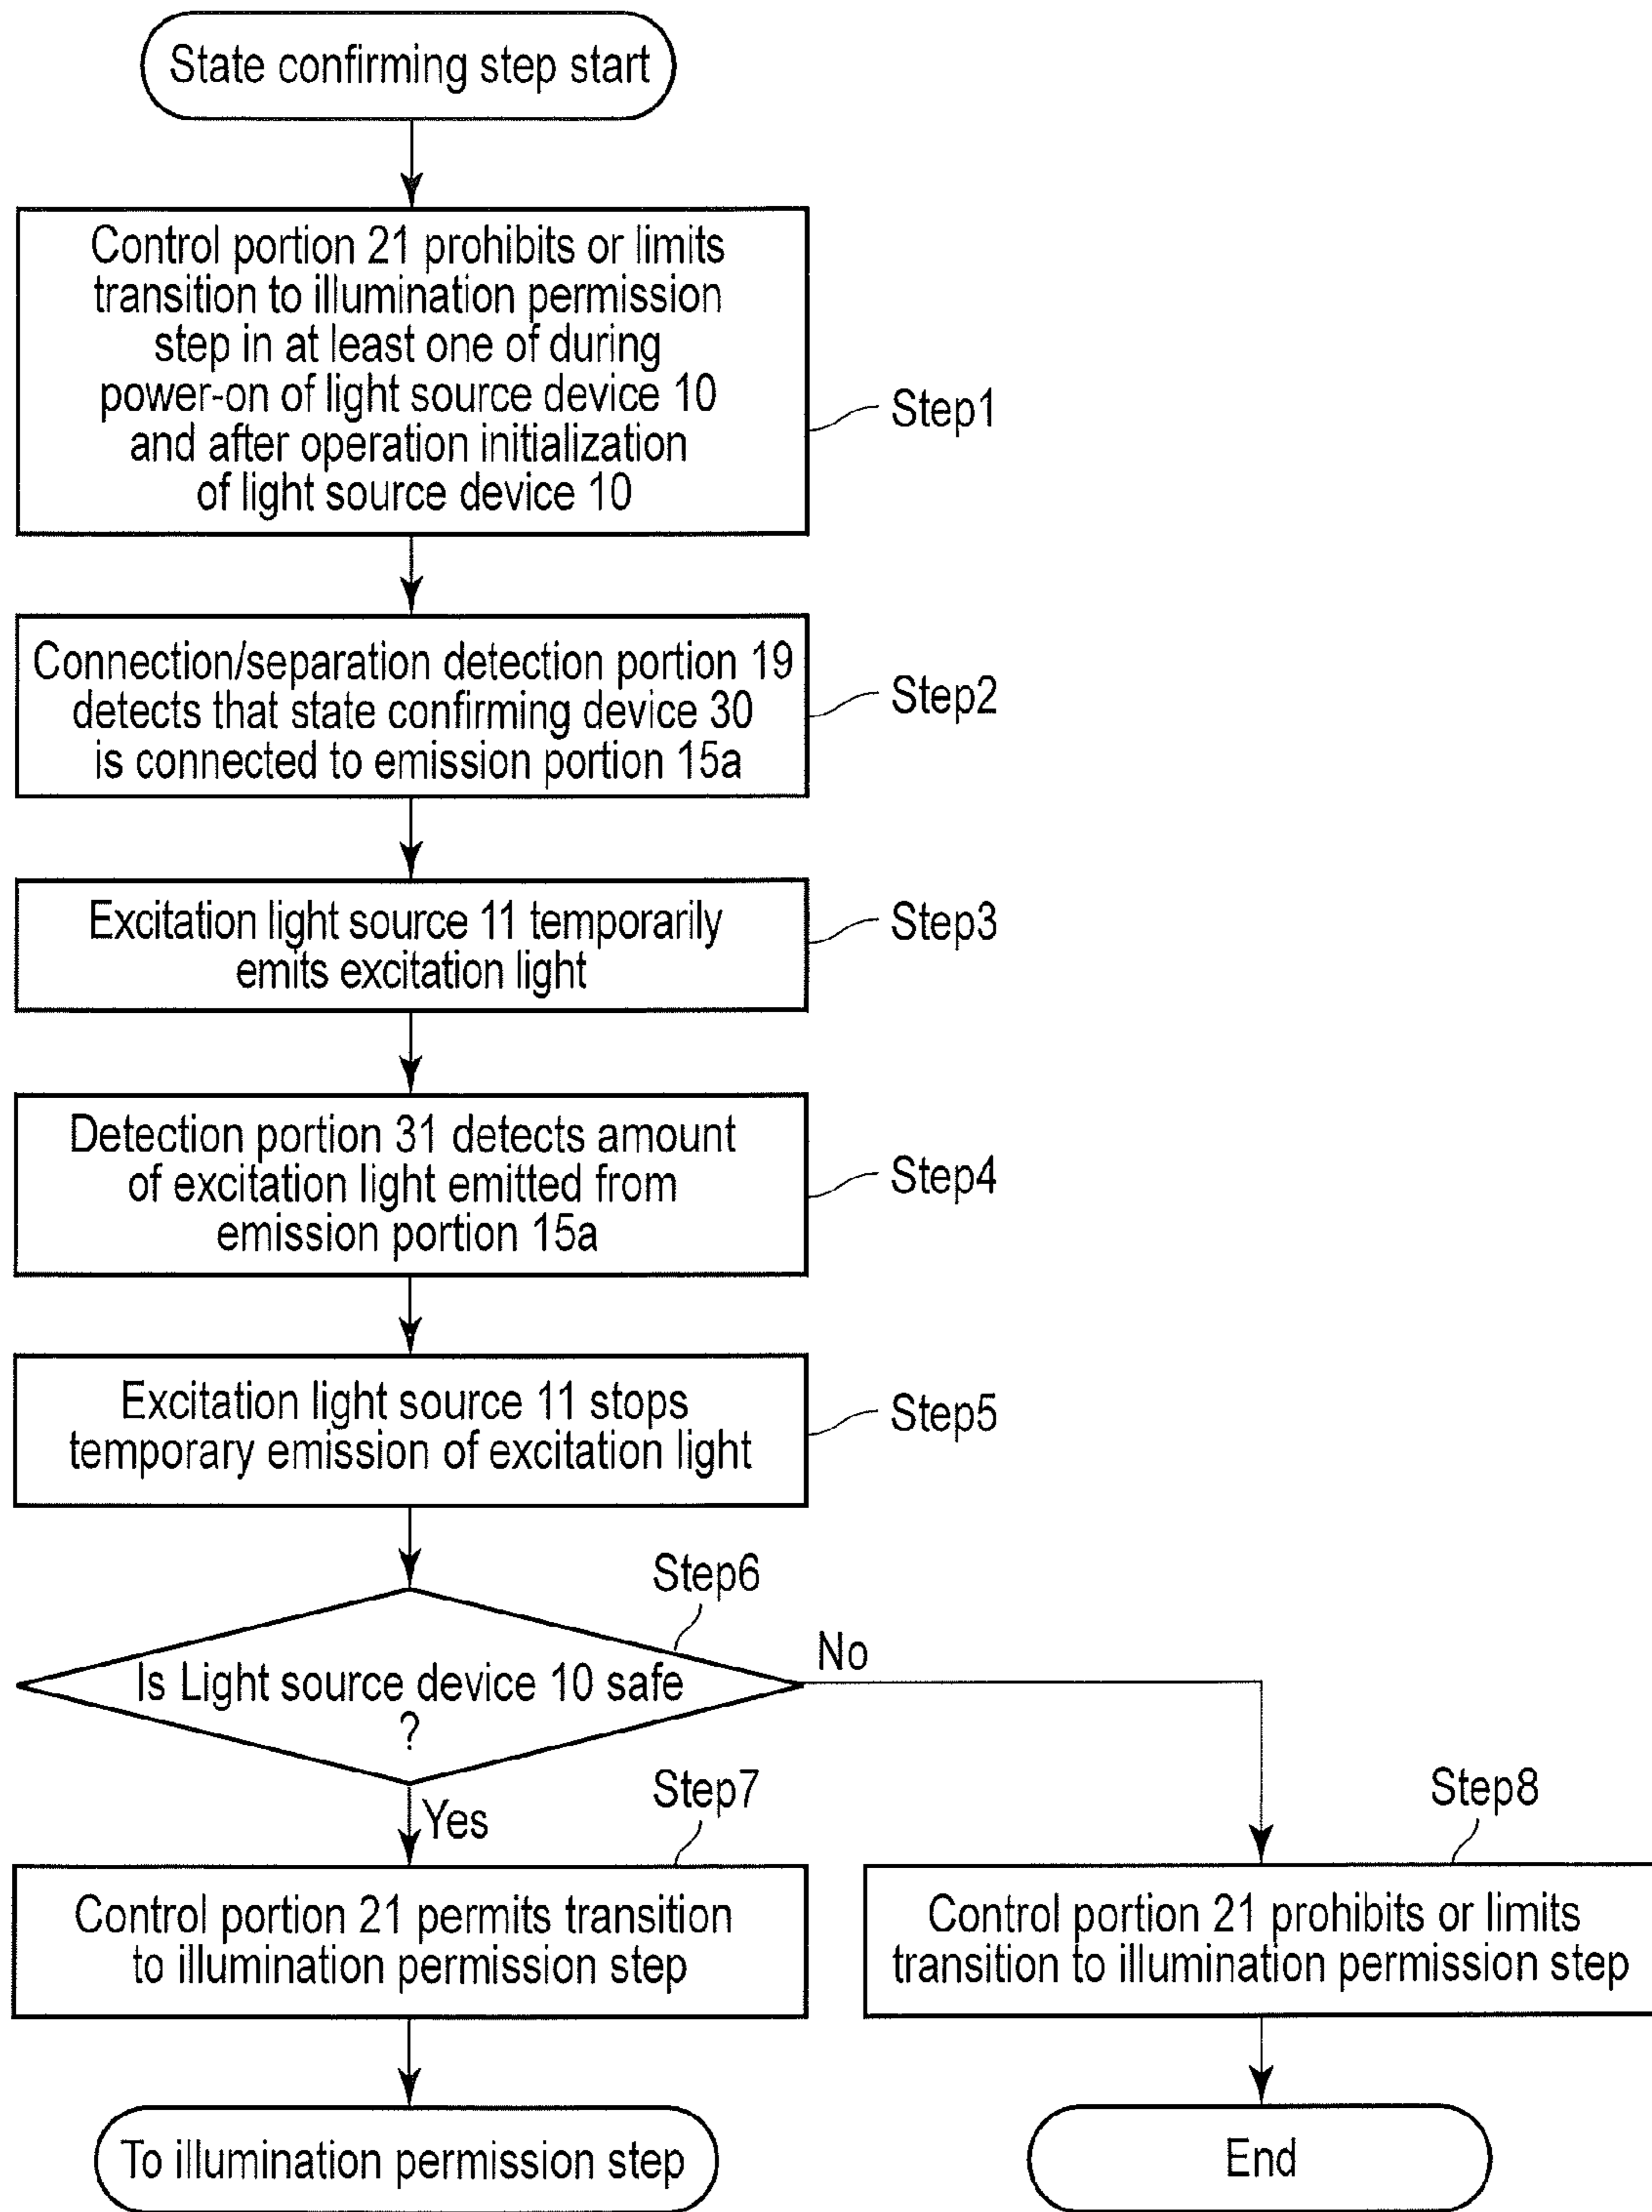 State confirming step start
Control portion 21 prohibits or limits
transition to illumination permission
step in at least one of during
power-on of light source device 10
and after operation initialization
of light source device 10
Step1
Connection/separation detection portion 19
detects that state confirming device 30
is connected to emission portion 15a
Step2
Excitation light source 11 temporarily
emits excitation light
Step3
Detection portion 31 detects amount
of excitation light emitted from
emission portion 15a
Step4
Excitation light source 11 stops
temporary emission of excitation light
Step5
Step6
Is Light source device 10 safe
?
No
Yes
Step7
Control portion 21 permits transition
to illumination permission step
Step8
Control portion 21 prohibits or limits
transition to illumination permission step
To illumination permission step
End